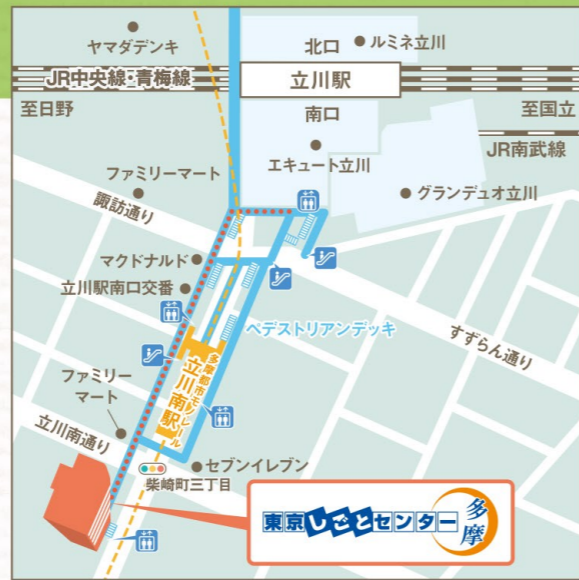 ヤマダデンキ
北口
ルミネ立川
JR中央線・青梅線
立川駅
至日野
南口
至国立
エキュート立川
JR南武線
ファミリーマート
グランデュオ立川
諏訪通り
マクドナルド
立川駅南口交番
ペデストリアンデッキ
すずらん通り
多摩都市モノレール
立川南駅
ファミリー
マート
立川南通り
セブンイレブン
柴崎町三丁目
東京しごとセンター多摩